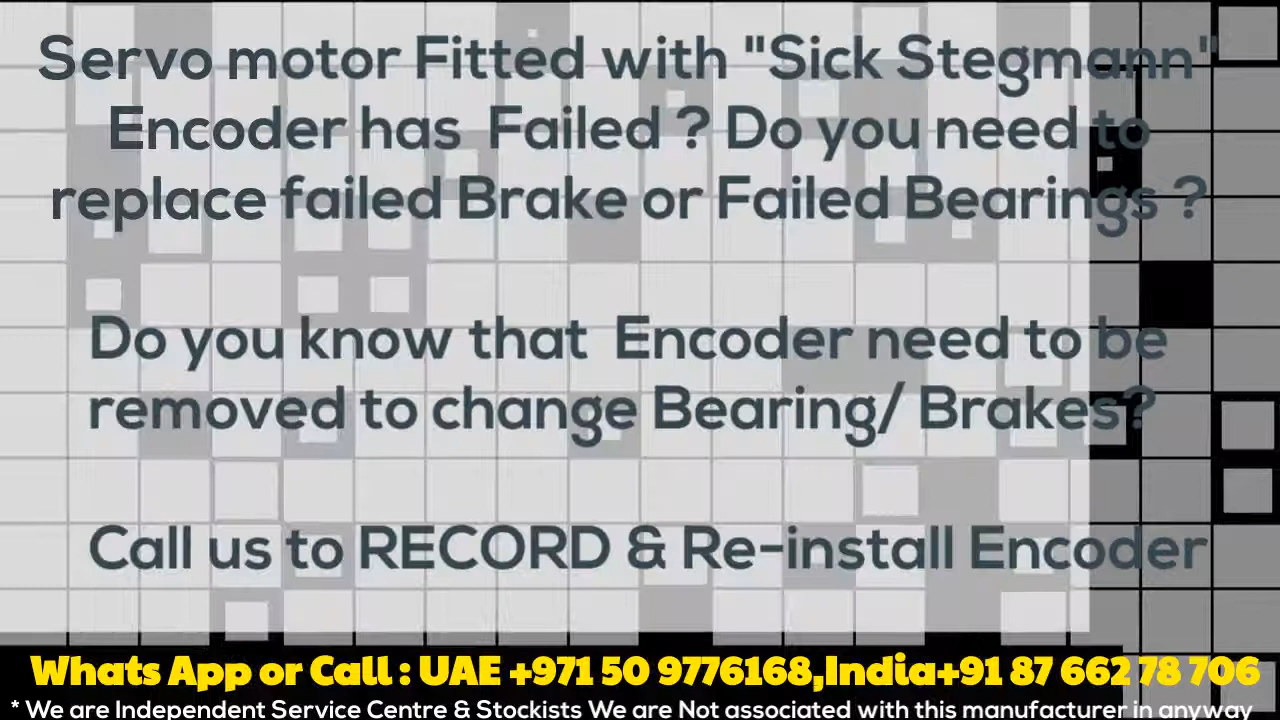 Servo motor Fitted with "Sick Stegmann"
Encoder has Failed ? Do you need to
replace failed Brake or Failed Bearings ?
Do you know that Encoder need to be
removed to change Bearing/ Brakes?
Call us to RECORD & Re-install Encoder
Whats App or Call : UAE +971 50 9776168,India+91 87 662 78 706
* We are Independent Service Centre & Stockists We are Not associated with this manufacturer in anyway